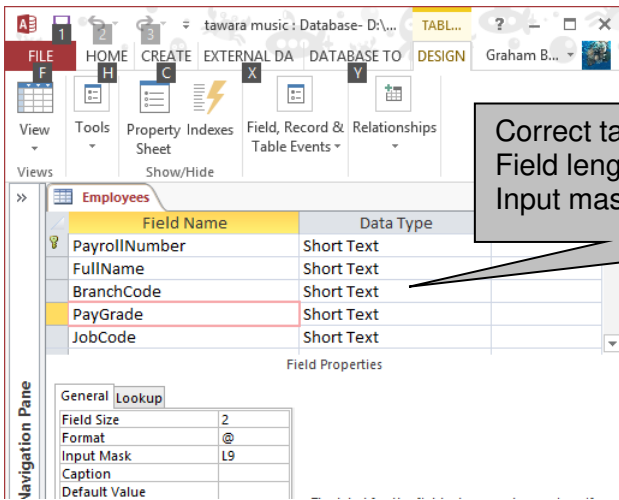 tawara music : Database- D:\... TABL... ?
1 2 3
FILE HOME CREATE EXTERNAL DA DATABASE TO DESIGN Graham B...
F H C X Y
View Tools Property Sheet Indexes Field, Record & Table Events Relationships
Views Show/Hide
Correct ta
Field leng
Input mas
»
Employees
Field Name Data Type
PayrollNumber Short Text
FullName Short Text
BranchCode Short Text
PayGrade Short Text
JobCode Short Text
Field Properties
Navigation Pane
General Lookup
Field Size 2
Format @
Input Mask L9
Caption
Default Value